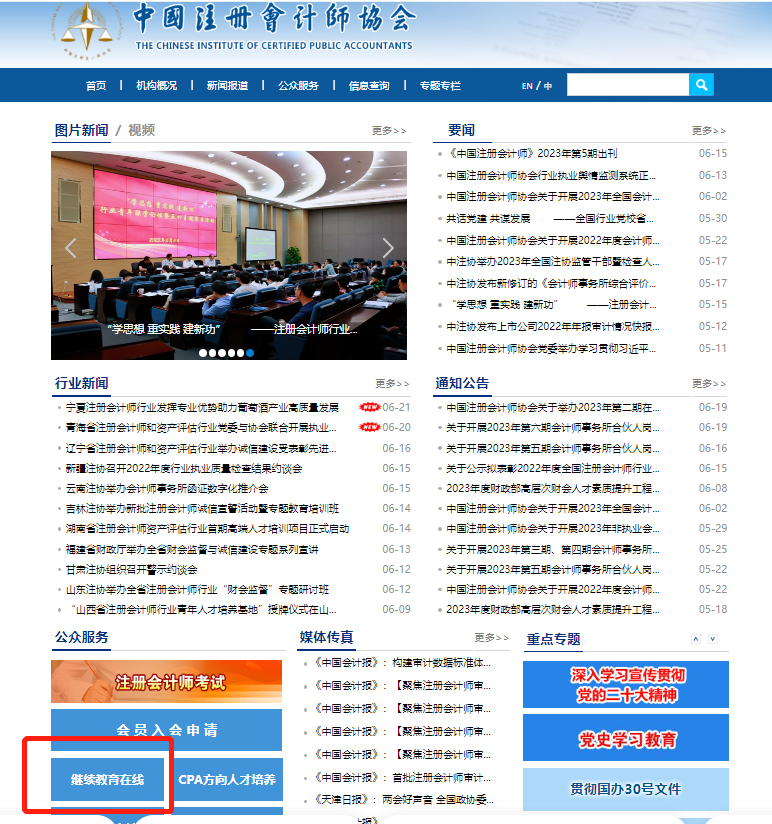 中國注册會計師協會
THE CHINESE INSTITUTE OF CERTIFIED PUBLIC ACCOUNTANTS
首页 | 机构概况 | 新闻报道 | 公众服务 | 信息查询 | 专题专栏 EN / 中
图片新闻 / 视频 更多>>
“学思想 重实践 建新功”
“学思想 重实践 建新功” ——注册会计师行业...
要闻 更多>>
《中国注册会计师》2023年第5期出刊 06-15
中国注册会计师协会行业执业舆情监测系统正... 06-13
中国注册会计师协会关于开展2023年全国会计... 06-02
共话党建 共谋发展 ——全国行业党校省... 05-30
中国注册会计师协会关于开展2022年度会计师... 05-22
中注协举办2023年全国注协监管干部暨检查人... 05-17
中注协发布新修订的《会计师事务所综合评价... 05-17
“学思想 重实践 建新功” ——注册会计... 05-15
中注协发布上市公司2022年年报审计情况快报... 05-12
中国注册会计师协会党委举办学习贯彻习近平... 05-11
行业新闻 更多>>
宁夏注册会计师行业发挥专业优势助力葡萄酒产业高质量发展 NEW 06-21
青海省注册会计师和资产评估行业党委与协会联合开展执业... NEW 06-20
辽宁省注册会计师和资产评估行业举办诚信建设受表彰先进... 06-16
新疆注协召开2022年度行业执业质量检查结果约谈会 06-15
云南注协举办会计师事务所函证数字化推介会 06-15
吉林注协举办新批注册会计师诚信宣誓活动暨专题教育培训班 06-14
湖南省注册会计师资产评估行业首期高端人才培训项目正式启动 06-14
福建省财政厅举办全省财会监督与诚信建设专题系列宣讲 06-13
甘肃注协组织召开警示约谈会 06-12
山东注协举办全省注册会计师行业“财会监督”专题研讨班 06-12
“山西省注册会计师行业青年人才培养基地”授牌仪式在山... 06-09
通知公告 更多>>
中国注册会计师协会关于举办2023年第二期在... 06-19
关于开展2023年第六期会计师事务所合伙人岗... 06-19
关于开展2023年第五期会计师事务所合伙人岗... 06-16
关于公示拟表彰2022年度全国注册会计师行业... 06-15
2023年度财政部高层次财会人才素质提升工程... 06-08
中国注册会计师协会关于开展2023年全国会计... 06-02
中国注册会计师协会关于开展2023年非执业会... 05-29
关于开展2023年第三期、第四期会计师事务所... 05-25
关于开展2023年第五期会计师事务所合伙人岗... 05-22
中国注册会计师协会关于开展2022年度会计师... 05-22
2023年度财政部高层次财会人才素质提升工程... 05-18
公众服务
注册会计师考试
会员入会申请
继续教育在线
CPA方向人才培养
媒体传真 更多>>
《中国会计报》：构建审计数据标准体...
《中国会计报》：【聚焦注册会计师审...
《中国会计报》：【聚焦注册会计师审...
《中国会计报》：【聚焦注册会计师审...
《中国会计报》：【聚焦注册会计师审...
《中国会计报》：首批注册会计师审计...
《天津日报》：两会好声音 全国政协委...
重点专题
深入学习宣传贯彻
党的二十大精神
党史学习教育
贯彻国办30号文件